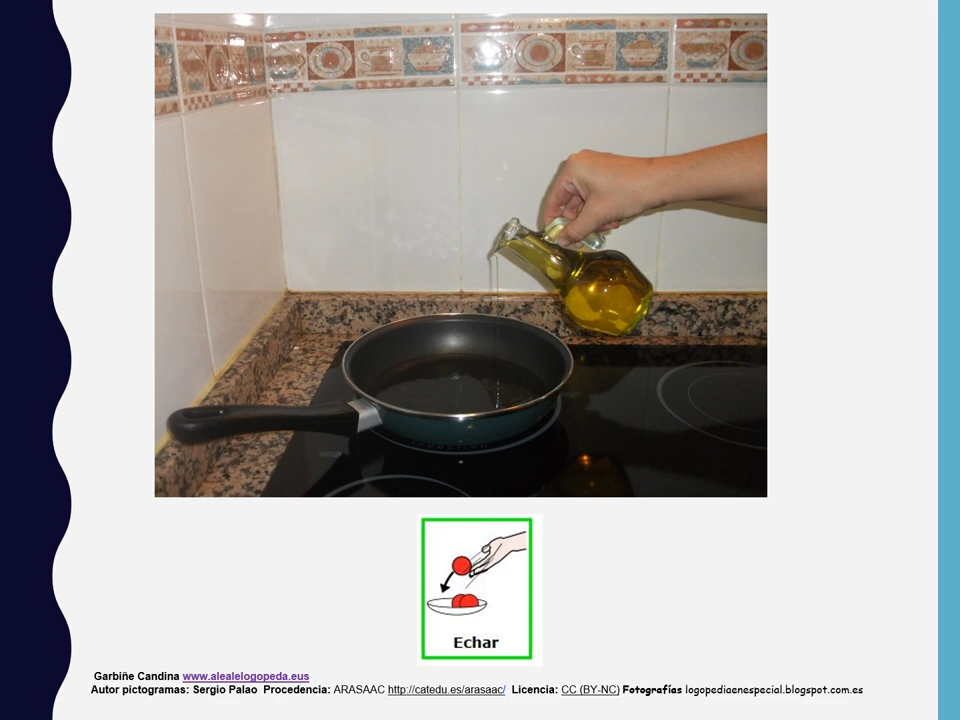 Echar
Garbiñe Candina www.alealelogopeda.eus
Autor pictogramas: Sergio Palao Procedencia: ARASAAC http://catedu.es/arasaac/ Licencia: CC (BY-NC) Fotografías logopediaenespecial.blogspot.com.es